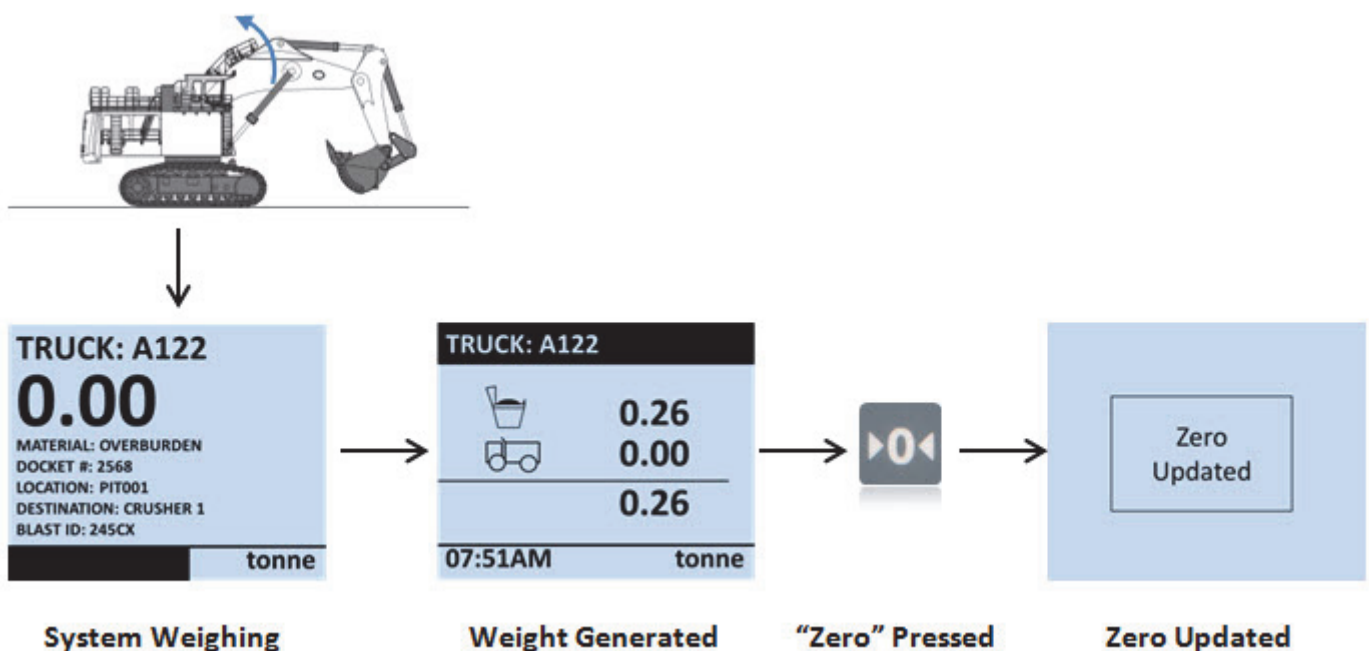 TRUCK: A122
0.00
MATERIAL: OVERBURDEN
DOCKET #: 2568
LOCATION: PIT001
DESTINATION: CRUSHER 1
BLAST ID: 245CX
tonne
System Weighing
TRUCK: A122
0.26
0.00
0.26
07:51AM tonne
Weight Generated
0
“Zero” Pressed
Zero
Updated
Zero Updated